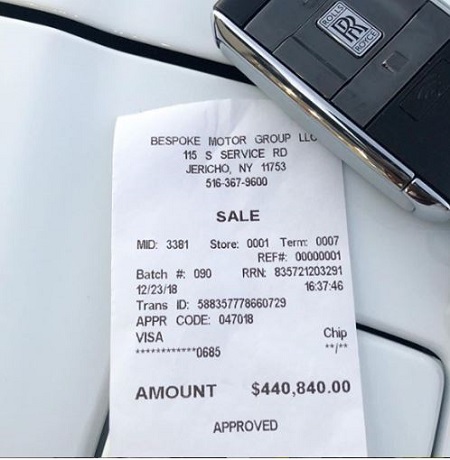 ROLLS
RR
ROYCE
BESPOKE MOTOR GROUP LLC
115 S SERVICE RD
JERICHO, NY 11753
516-367-9600
SALE
MID: 3381 Store: 0001 Term: 0007
REF#: 00000001
Batch #: 090 RRN: 835721203291
12/23/18 16:37:46
Trans ID: 588357778660729
APPR CODE: 047018
VISA Chip
************0685 **/**
AMOUNT $440,840.00
APPROVED